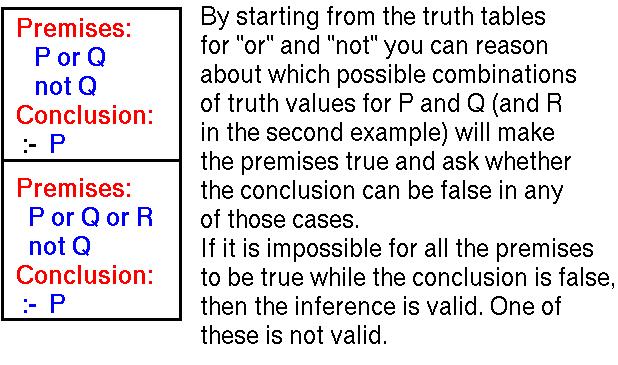 Premises:
P or Q
not Q
Conclusion:
:- P
Premises:
P or Q or R
not Q
Conclusion:
:- P
By starting from the truth tables
for "or" and "not" you can reason
about which possible combinations
of truth values for P and Q (and R
in the second example) will make
the premises true and ask whether
the conclusion can be false in any
of those cases.
If it is impossible for all the premises
to be true while the conclusion is false,
then the inference is valid. One of
these is not valid.